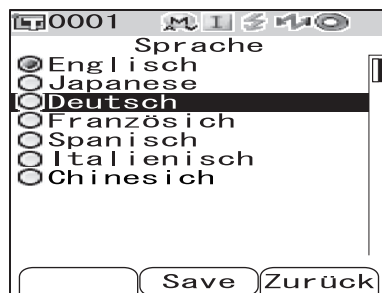 0001
Sprache
Englisch
Japanese
Deutsch
Französich
Spanisch
Italienisch
Chinesich
Save Zurück